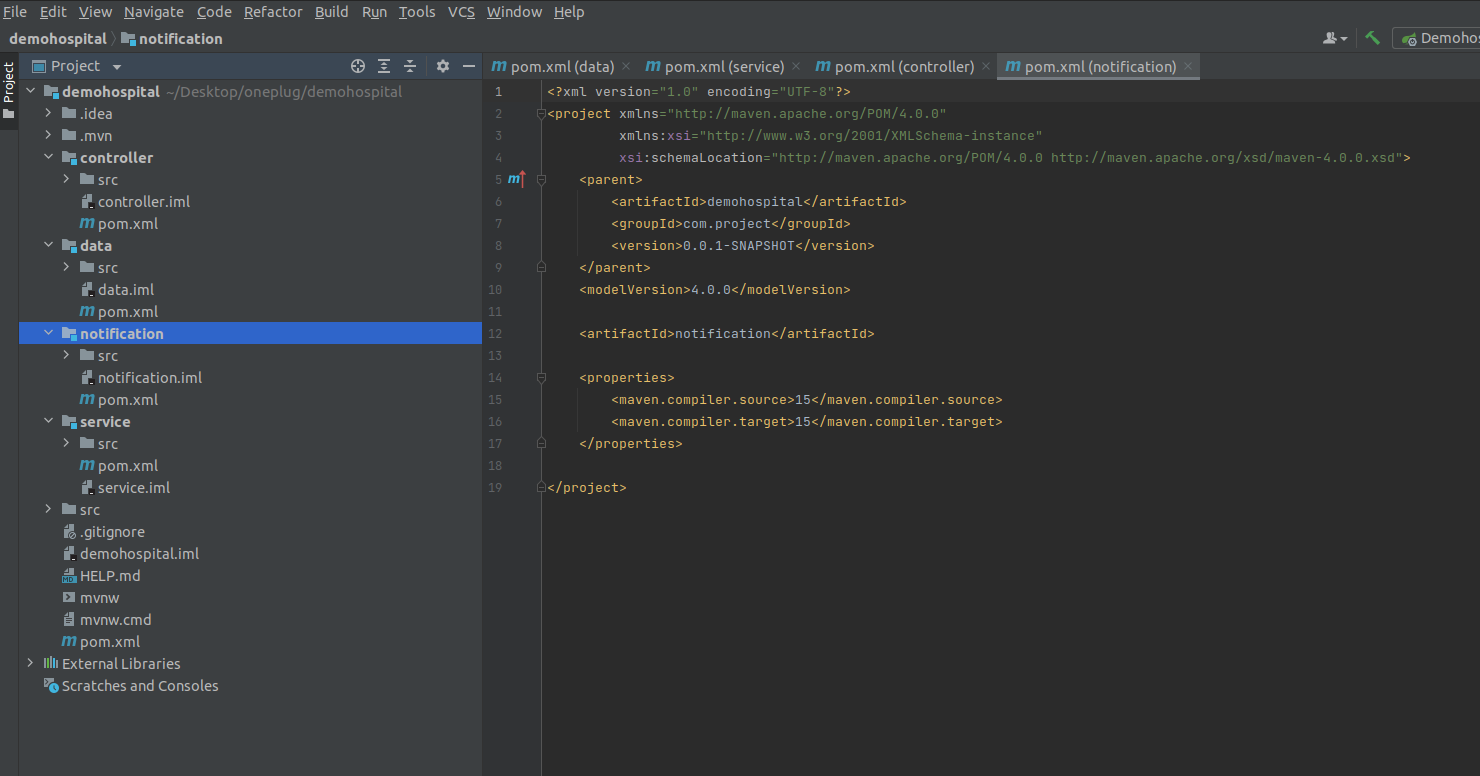 File Edit View Navigate Code Refactor Build Run Tools VCS Window Help
demohospital notification
Project
Project
demohospital ~/Desktop/oneplug/demohospital
.idea
.mvn
controller
src
controller.iml
pom.xml
data
src
data.iml
pom.xml
notification
src
notification.iml
pom.xml
service
src
pom.xml
service.iml
src
.gitignore
demohospital.iml
HELP.md
mvnw
mvnw.cmd
pom.xml
External Libraries
Scratches and Consoles
pom.xml (data) pom.xml (service) pom.xml (controller) pom.xml (notification)
1 <?xml version="1.0" encoding="UTF-8"?>
2 <project xmlns="http://maven.apache.org/POM/4.0.0"
3 xmlns:xsi="http://www.w3.org/2001/XMLSchema-instance"
4 xsi:schemaLocation="http://maven.apache.org/POM/4.0.0 http://maven.apache.org/xsd/maven-4.0.0.xsd">
5 <parent>
6 <artifactId>demohospital</artifactId>
7 <groupId>com.project</groupId>
8 <version>0.0.1-SNAPSHOT</version>
9 </parent>
10 <modelVersion>4.0.0</modelVersion>
11
12 <artifactId>notification</artifactId>
13
14 <properties>
15 <maven.compiler.source>15</maven.compiler.source>
16 <maven.compiler.target>15</maven.compiler.target>
17 </properties>
18
19 </project>